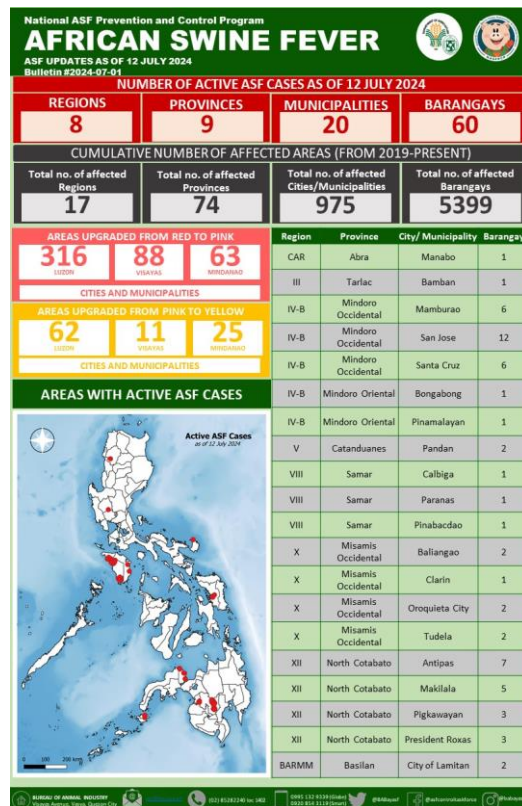 National ASF Prevention and Control Program
AFRICAN SWINE FEVER
ASF UPDATES AS OF 12 JULY 2024
Bulletin #2024-07-01
NUMBER OF ACTIVE ASF CASES AS OF 12 JULY 2024
REGIONS PROVINCES MUNICIPALITIES BARANGAYS
8 9 20 60
CUMULATIVE NUMBER OF AFFECTED AREAS (FROM 2019-PRESENT)
Total no. of affected Total no. of affected Total no. of affected Total no. of affected
Regions Provinces Cities/Municipalities Barangays
17 74 975 5399
AREAS UPGRADED FROM RED TO PINK
316 88 63
LUZON VISAYAS MINDANAO
CITIES AND MUNICIPALITIES
AREAS UPGRADED FROM PINK TO YELLOW
62 11 25
LUZON VISAYAS MINDANAO
CITIES AND MUNICIPALITIES
AREAS WITH ACTIVE ASF CASES
Active ASF Cases
as of 12 July 2024
0 100 200 km
Region Province City/ Municipality Barangay
CAR Abra Manabo 1
III Tarlac Bamban 1
IV-B Mindoro Occidental Mamburao 6
IV-B Mindoro Occidental San Jose 12
IV-B Mindoro Occidental Santa Cruz 6
IV-B Mindoro Oriental Bongabong 1
IV-B Mindoro Oriental Pinamalayan 1
V Catanduanes Pandan 2
VIII Samar Calbiga 1
VIII Samar Paranas 1
VIII Samar Pinabacdao 1
X Misamis Occidental Baliangao 2
X Misamis Occidental Clarin 1
X Misamis Occidental Oroquieta City 2
X Misamis Occidental Tudela 2
XII North Cotabato Antipas 7
XII North Cotabato Makilala 5
XII North Cotabato Pigkawayan 3
XII North Cotabato President Roxas 3
BARMM Basilan City of Lamitan 2
BUREAU OF ANIMAL INDUSTRY
Visayas Avenue, Vasra, Quezon City